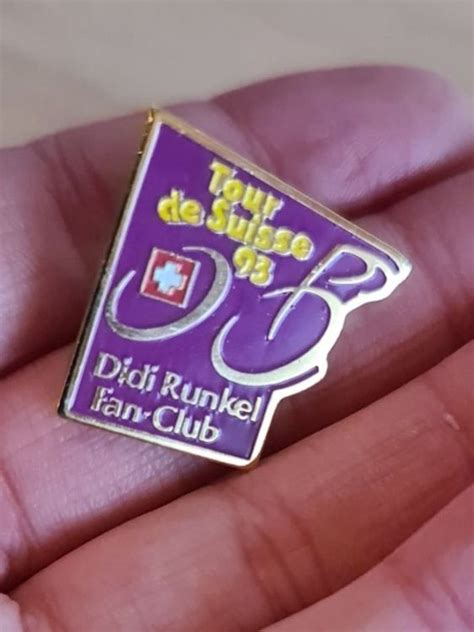 Tour
de Suisse
93
Didi Runkel
Fan-Club